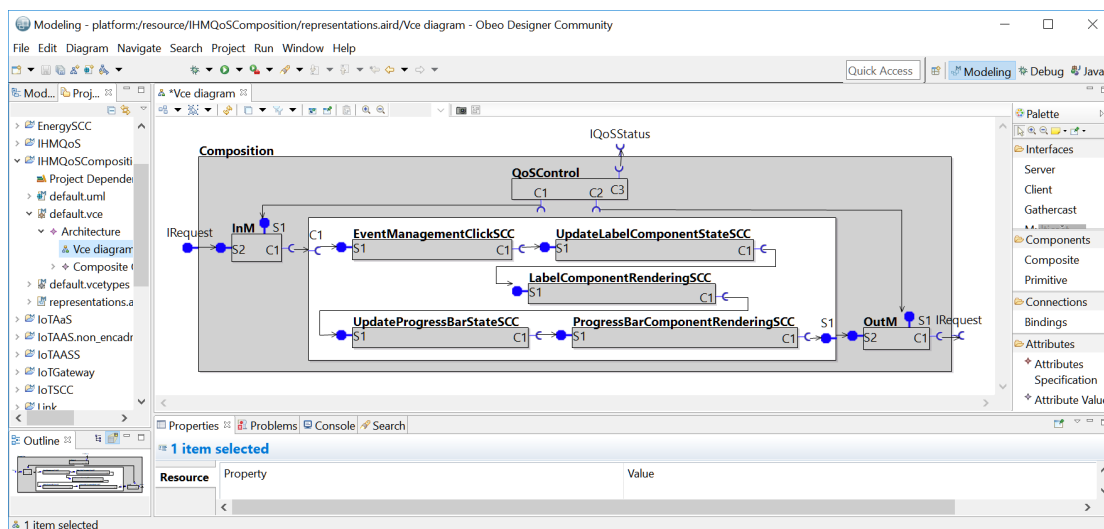 Modeling - platform:/resource/IHMQoSComposition/representations.aird/Vce diagram - Obeo Designer Community
File Edit Diagram Navigate Search Project Run Window Help
Quick Access
Modeling
Debug
Java
Mod...
Proj...
*Vce diagram
EnergySCC
IHMQoS
IHMQoSCompositi
Project Depende
default.uml
default.vce
Architecture
Vce diagram
Composite
default.vcetypes
representations.a
IoTAaS
IoTAAS.non_encadr
IoTAASS
IoTGateway
IoTSCC
Link
IQoSStatus
Composition
QoSControl
C1 C2 C3
IRequest
InM
S1
S2 C1
C1
EventManagementClickSCC
S1 C1
UpdateLabelComponentStateSCC
S1 C1
LabelComponentRenderingSCC
S1 C1
UpdateProgressBarStateSCC
S1 C1
ProgressBarComponentRenderingSCC
S1 C1
S1
OutM
S1
IRequest
S2 C1
Palette
Interfaces
Server
Client
Gathercast
Components
Composite
Primitive
Connections
Bindings
Attributes
Attributes
Specification
Attribute Value
Properties
Problems
Console
Search
1 item selected
Resource
Property
Value
Outline
1 item selected